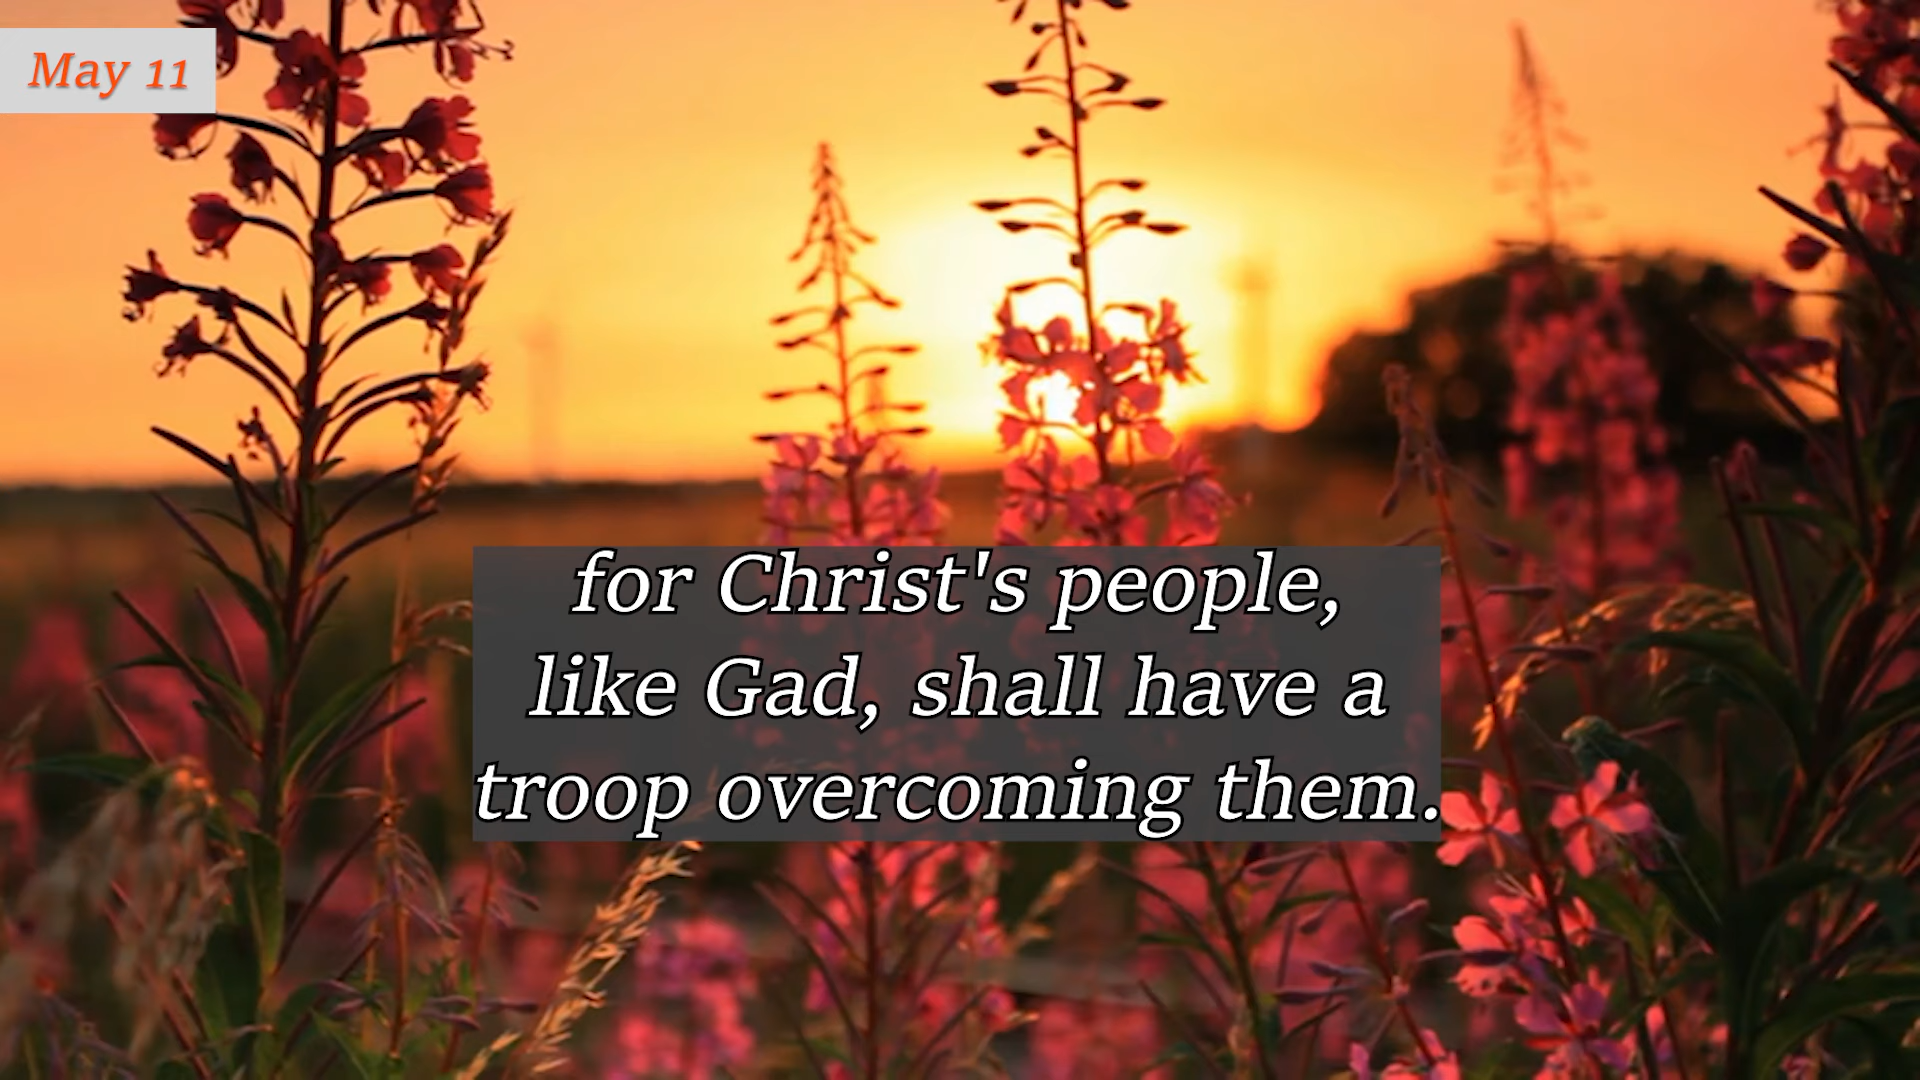 May 11
for Christ's people,
like Gad, shall have a
troop overcoming them.